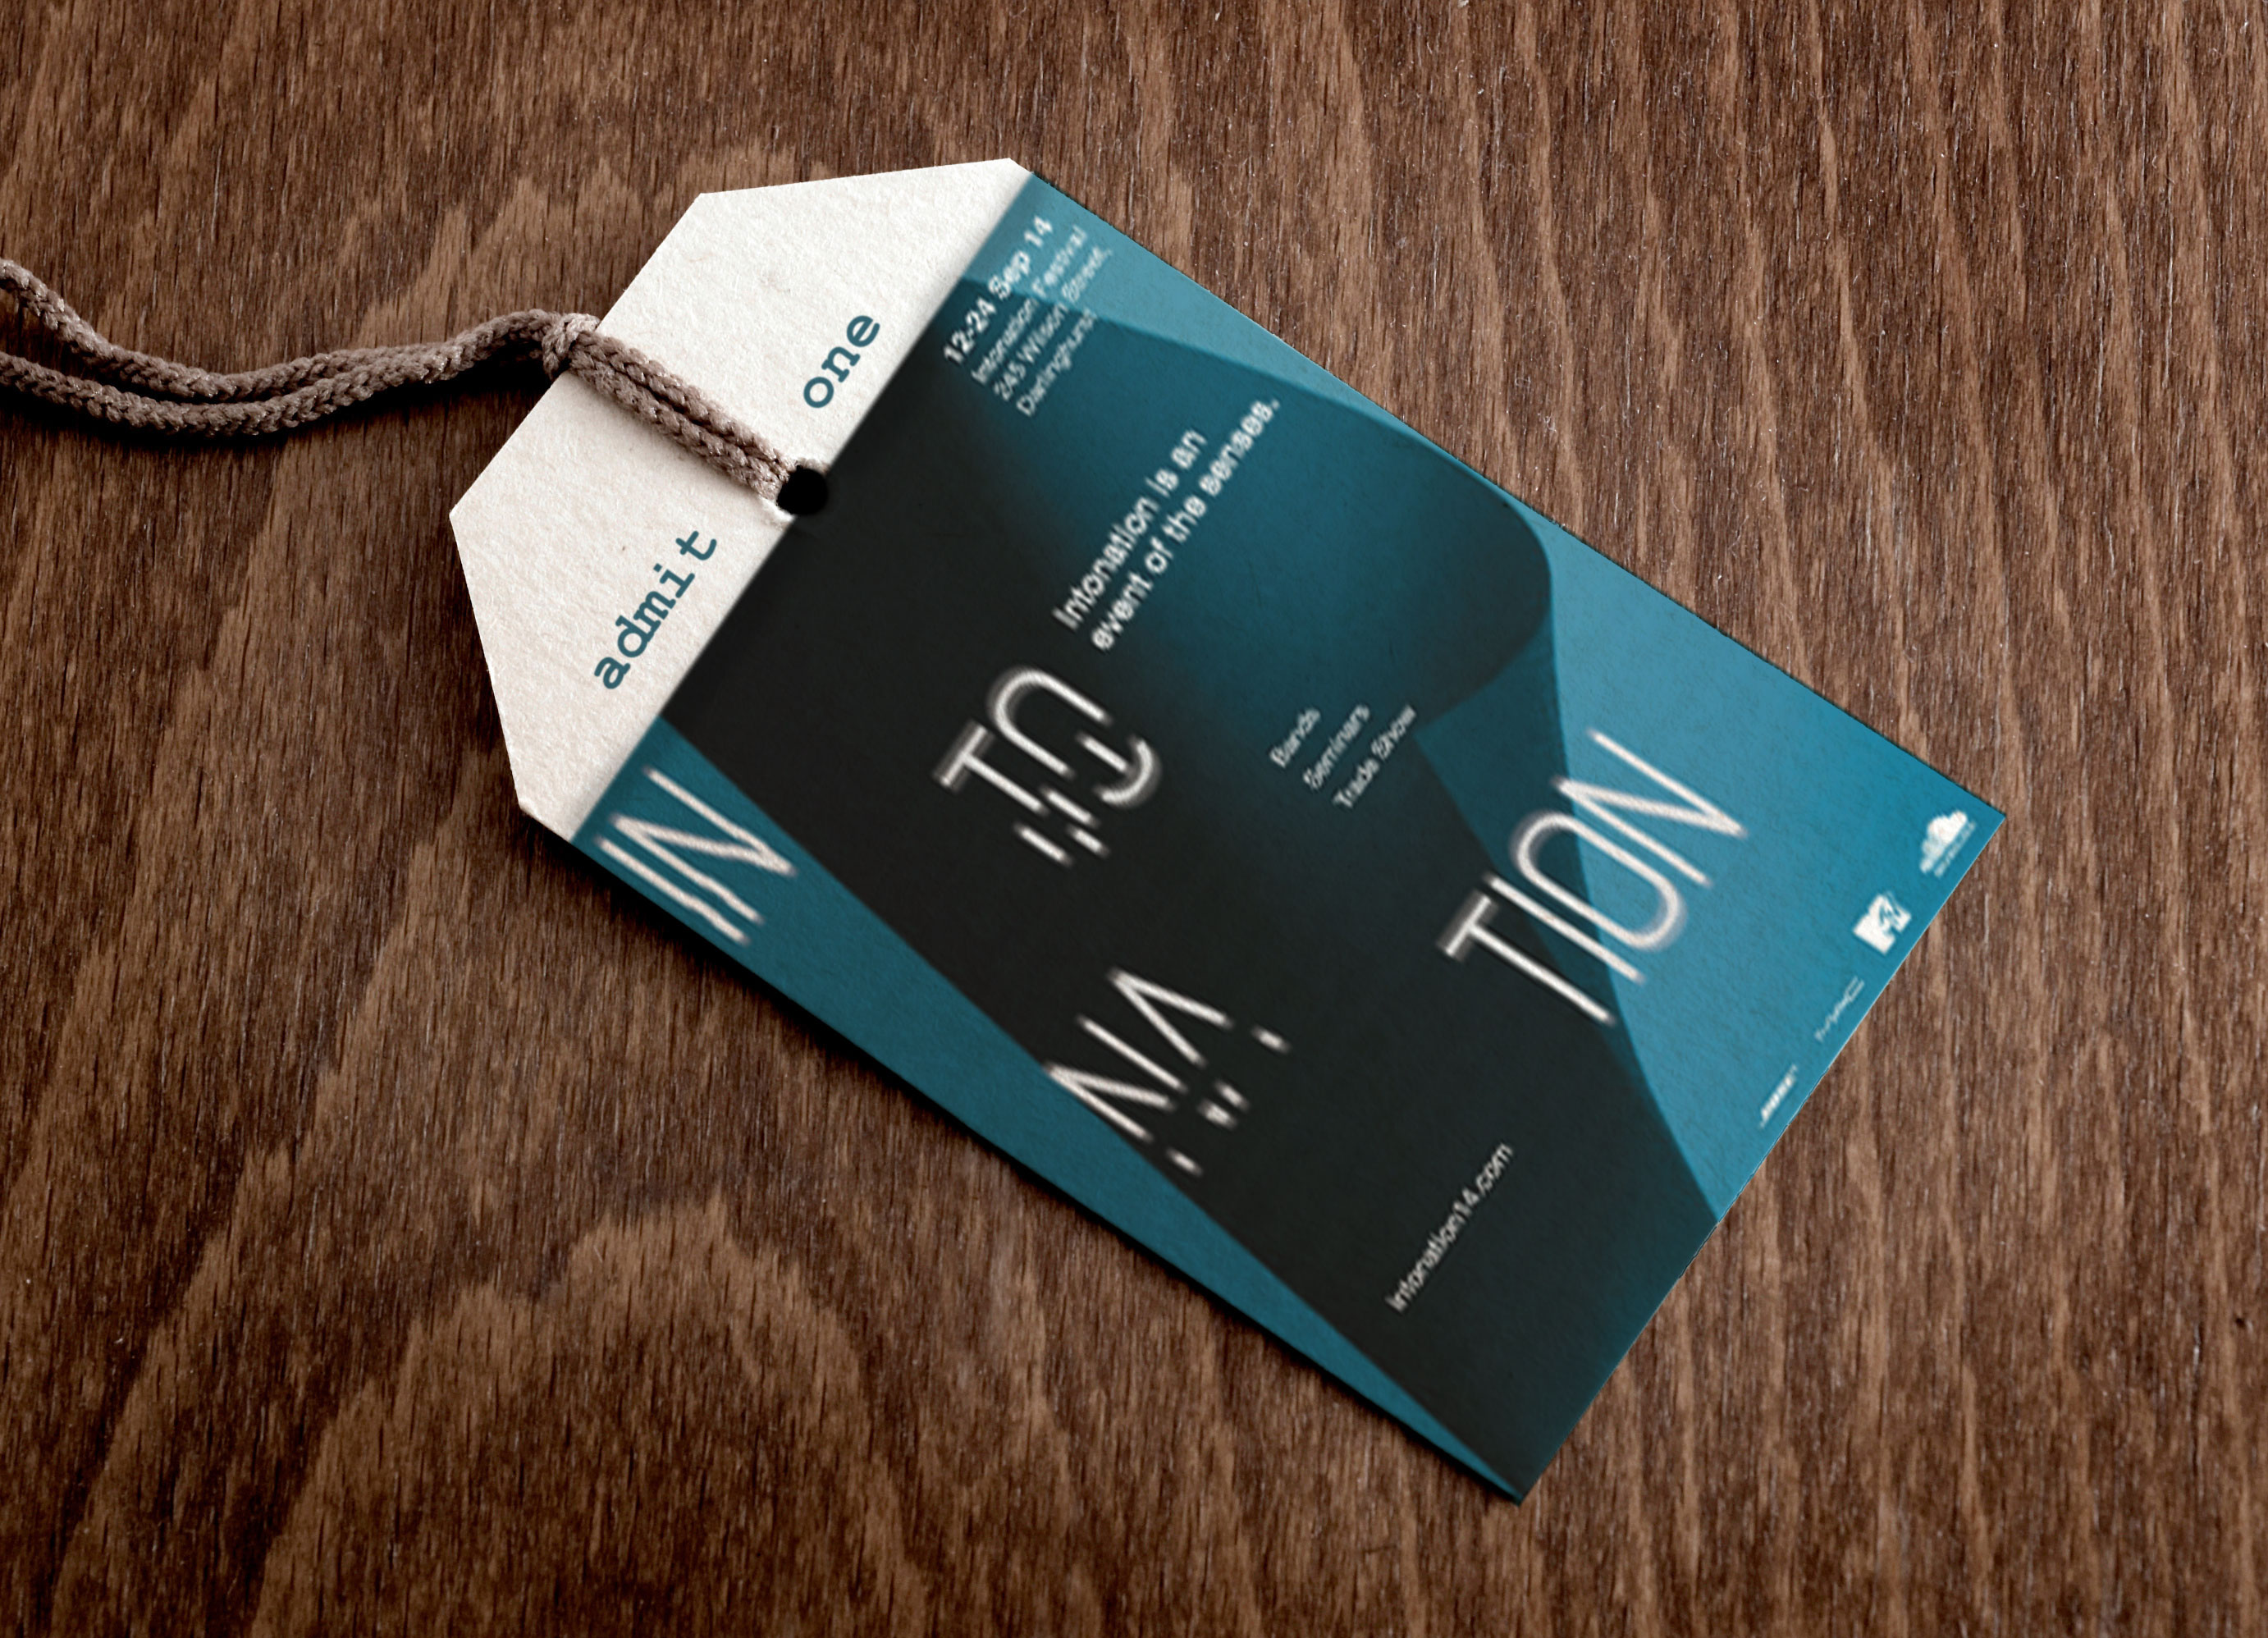 admit one
12-24 Sep 14
Intonation Festival
245 Wilson Street,
Darlinghurst
Intonation is an
event of the senses.
IN
TO
NA
TION
Bands
Seminars
Trade Show
intonation14.com